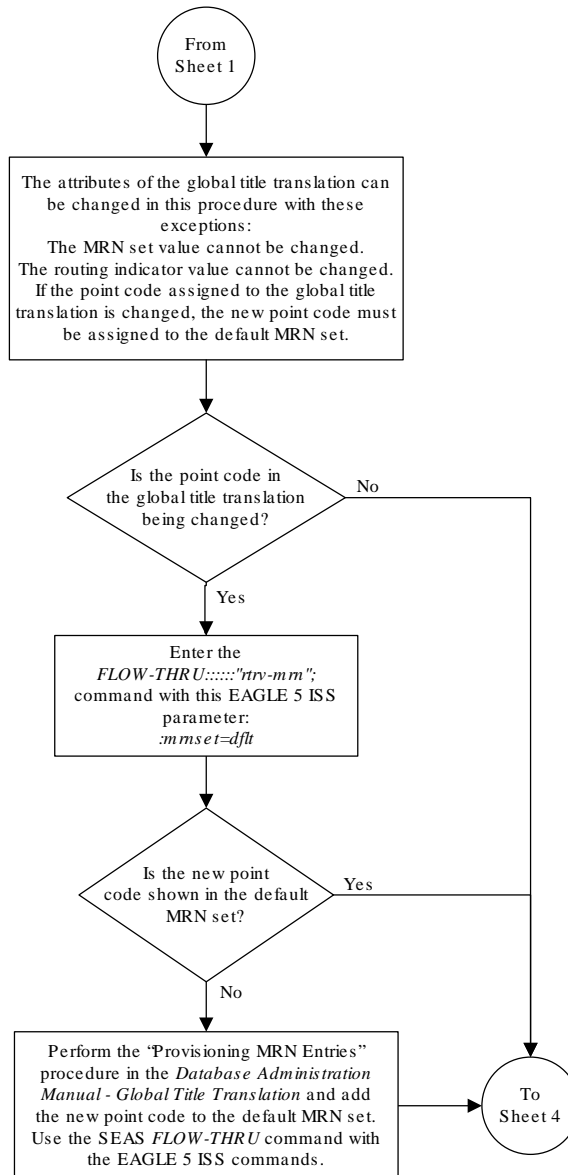 From
Sheet 1
The attributes of the global title translation can
be changed in this procedure with these
exceptions:
The MRN set value cannot be changed.
The routing indicator value cannot be changed.
If the point code assigned to the global title
translation is changed, the new point code must
be assigned to the default MRN set.
Is the point code in
the global title translation
being changed?
No
Yes
Enter the
FLOW-THRU::::::"rtrv-mrn";
command with this EAGLE 5 ISS
parameter:
:mrnset=dflt
Is the new point
code shown in the default
MRN set?
Yes
No
Perform the “Provisioning MRN Entries”
procedure in the Database Administration
Manual - Global Title Translation and add
the new point code to the default MRN set.
Use the SEAS FLOW-THRU command with
the EAGLE 5 ISS commands.
To
Sheet 4